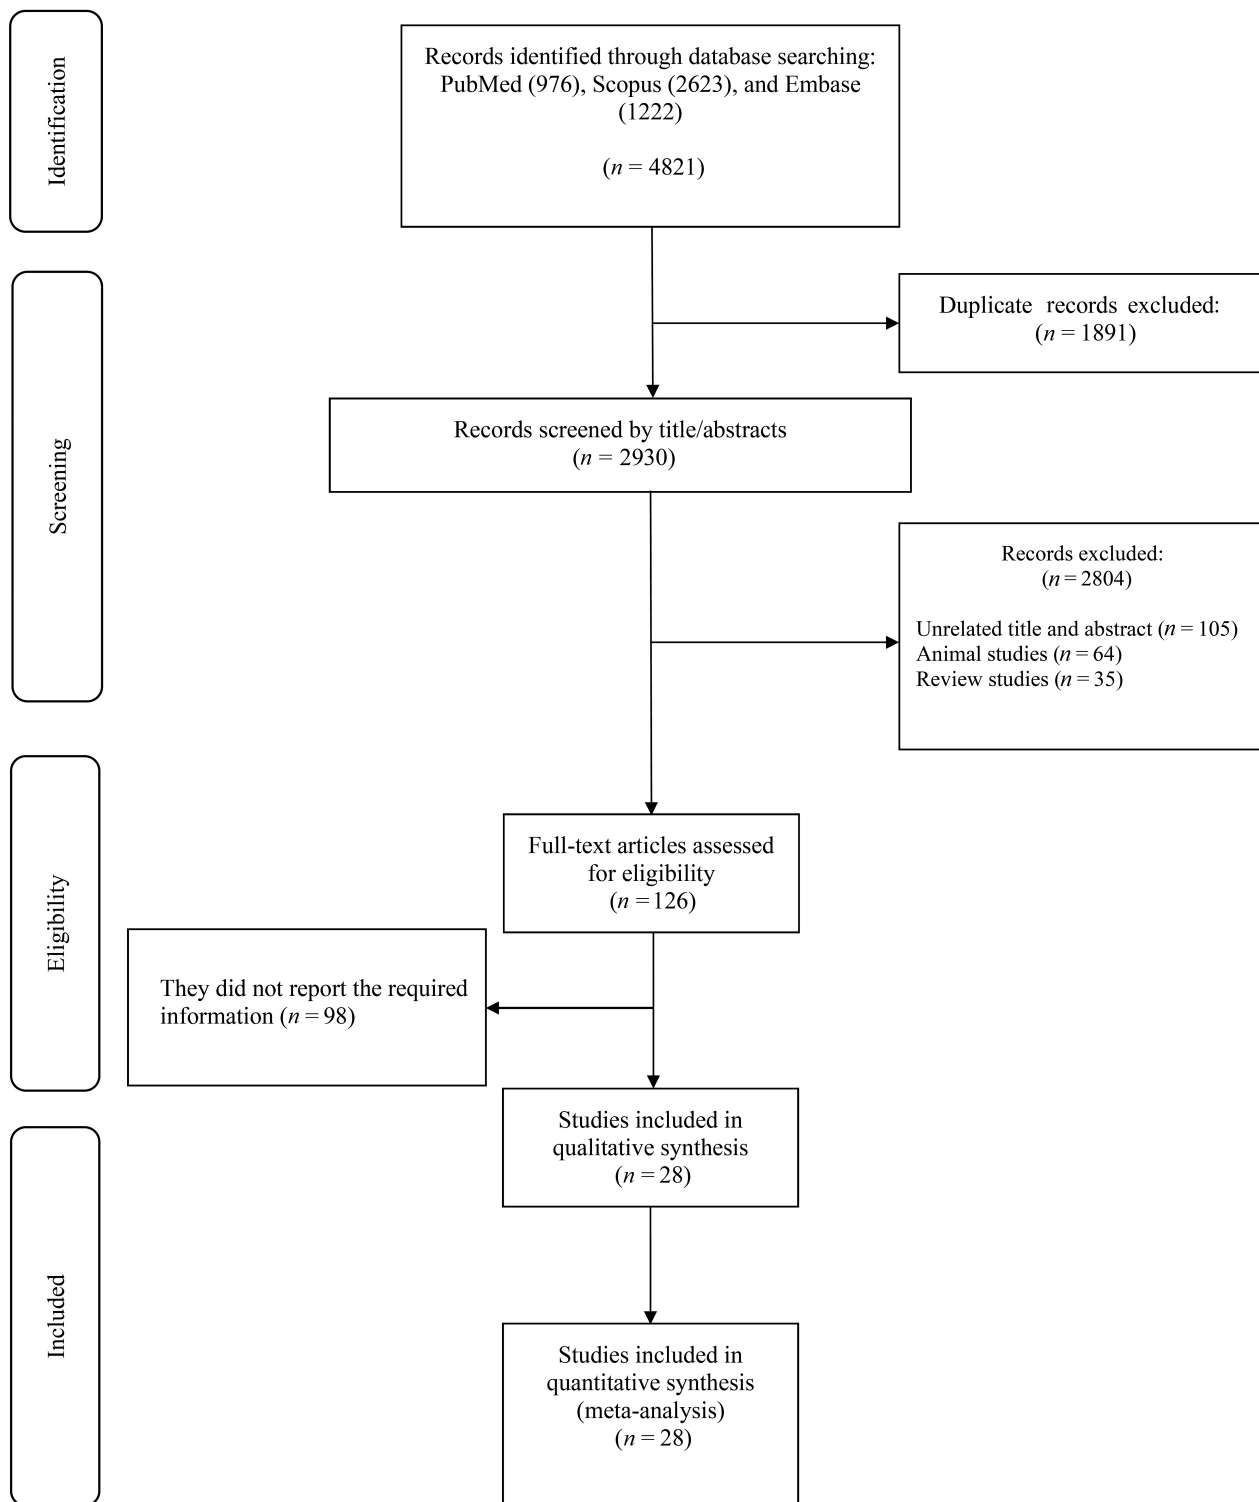 Identification
Records identified through database searching:
PubMed (976), Scopus (2623), and Embase
(1222)
(n = 4821)
Screening
Duplicate records excluded:
(n = 1891)
Records screened by title/abstracts
(n = 2930)
Records excluded:
(n = 2804)
Unrelated title and abstract (n = 105)
Animal studies (n = 64)
Review studies (n = 35)
Eligibility
Full-text articles assessed
for eligibility
(n = 126)
They did not report the required
information (n = 98)
Included
Studies included in
qualitative synthesis
(n = 28)
Studies included in
quantitative synthesis
(meta-analysis)
(n = 28)